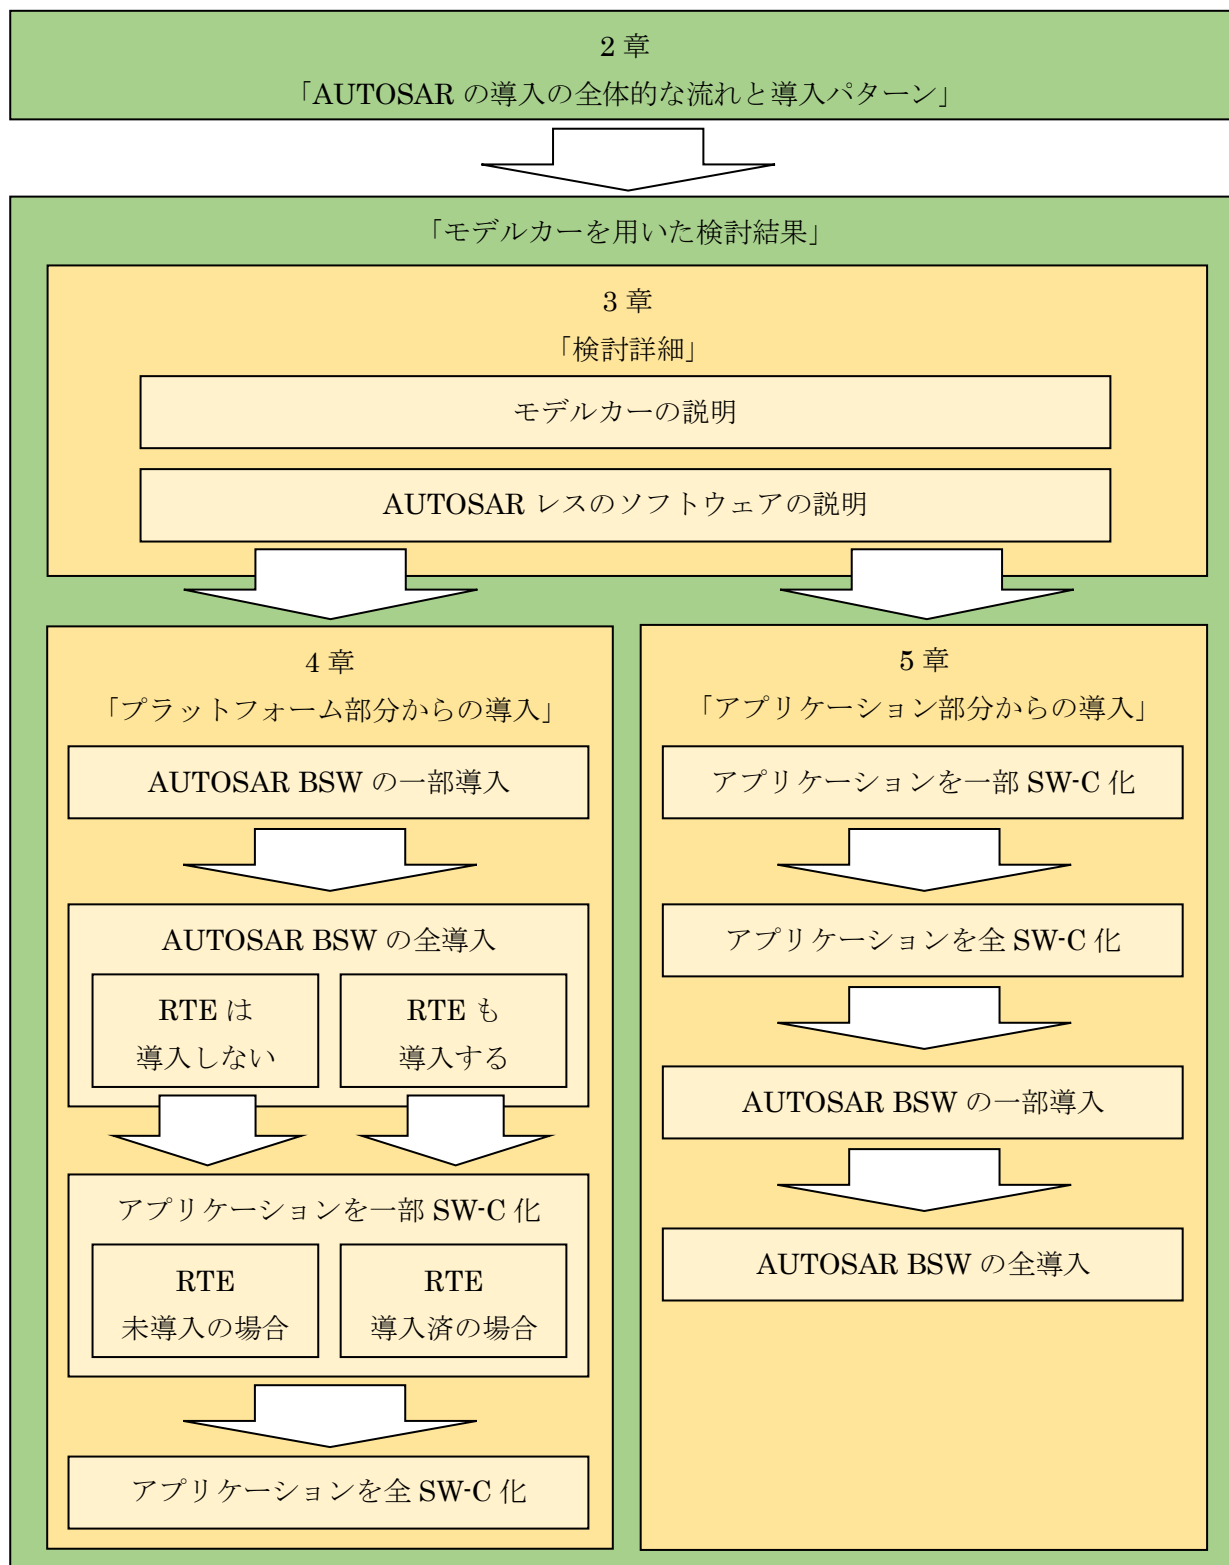 2 章
「AUTOSAR の導入の全体的な流れと導入パターン」
「モデルカーを用いた検討結果」
3 章
「検討詳細」
モデルカーの説明
AUTOSAR レスのソフトウェアの説明
4 章
「プラットフォーム部分からの導入」
AUTOSAR BSW の一部導入
AUTOSAR BSW の全導入
RTE は
導入しない
RTE も
導入する
アプリケーションを一部 SW-C 化
RTE
未導入の場合
RTE
導入済の場合
アプリケーションを全 SW-C 化
5 章
「アプリケーション部分からの導入」
アプリケーションを一部 SW-C 化
アプリケーションを全 SW-C 化
AUTOSAR BSW の一部導入
AUTOSAR BSW の全導入